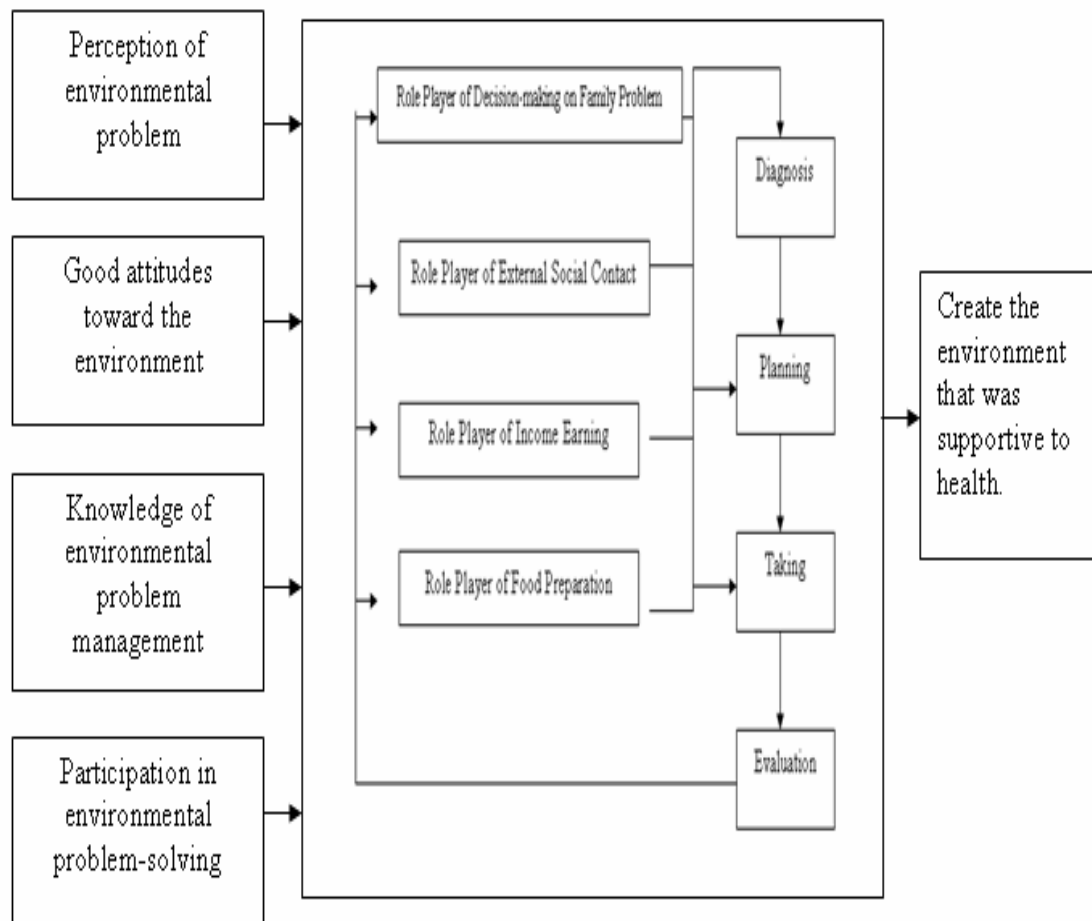 Perception of
environmental
problem
Good attitudes
toward the
environment
Knowledge of
environmental
problem
management
Participation in
environmental
problem-solving
Role Player of Decision-making on Family Problem
Role Player of External Social Contact
Role Player of Income Earning
Role Player of Food Preparation
Diagnosis
Planning
Taking
Evaluation
Create the
environment
that was
supportive to
health.